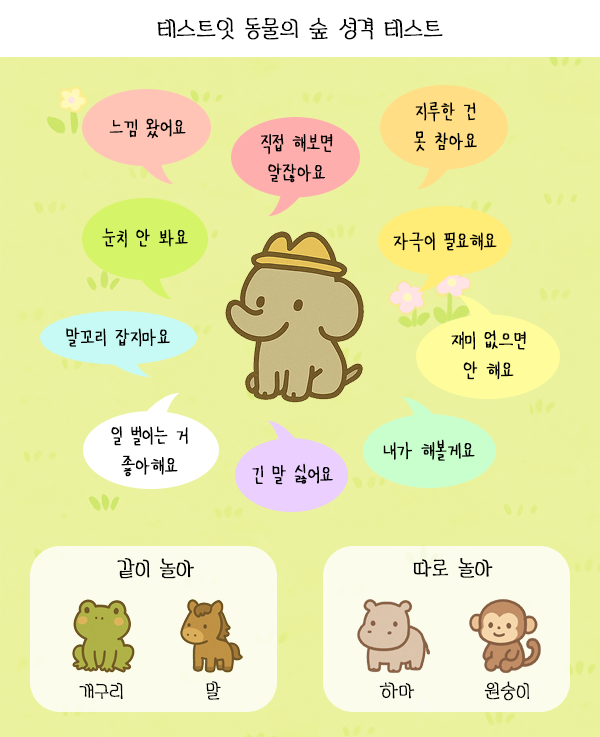 테스트잇 동물의 숲 성격 테스트
느낌 왔어요
직접 해보면
알잖아요
지루한 건
못 참아요
눈치 안 봐요
자극이 필요해요
말꼬리 잡지마요
재미 없으면
안 해요
일 벌이는 거
좋아해요
긴 말 싫어요
내가 해볼게요
같이 놀아
따로 놀아
개구리
말
하마
원숭이